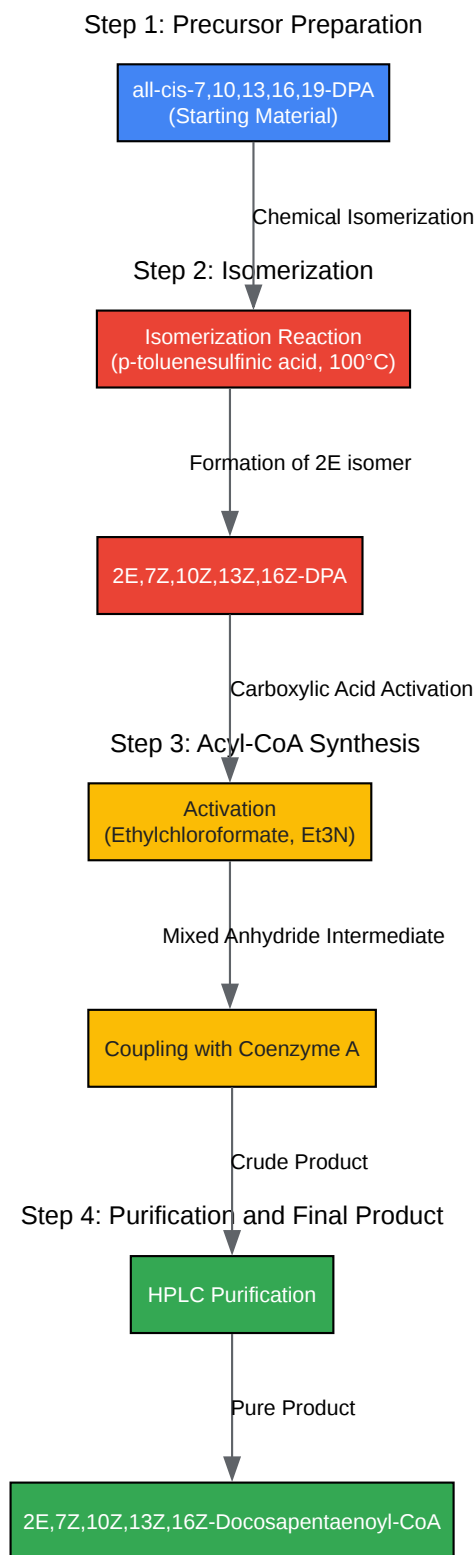 Step 1: Precursor Preparation
all-cis-7,10,13,16,19-DPA
(Starting Material)
Chemical Isomerization
Step 2: Isomerization
Isomerization Reaction
(p-toluenesulfinic acid, 100°C)
Formation of 2E isomer
2E,7Z,10Z,13Z,16Z-DPA
Carboxylic Acid Activation
Step 3: Acyl-CoA Synthesis
Activation
(Ethylchloroformate, Et3N)
Mixed Anhydride Intermediate
Coupling with Coenzyme A
Crude Product
Step 4: Purification and Final Product
HPLC Purification
Pure Product
2E,7Z,10Z,13Z,16Z-Docosapentaenoyl-CoA